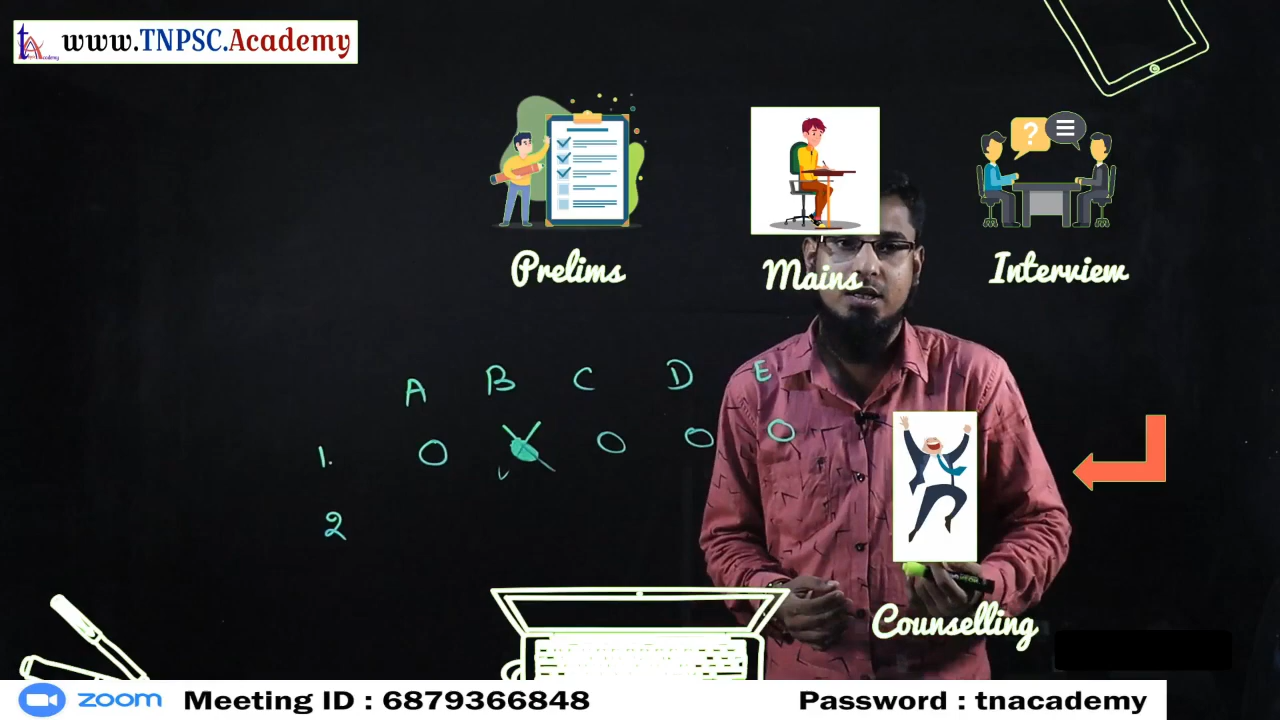 www.TNPSC.Academy
Prelims
Mains
Interview
A B C D E
1.
2
Counselling
zoom Meeting ID : 6879366848 Password : tnacademy